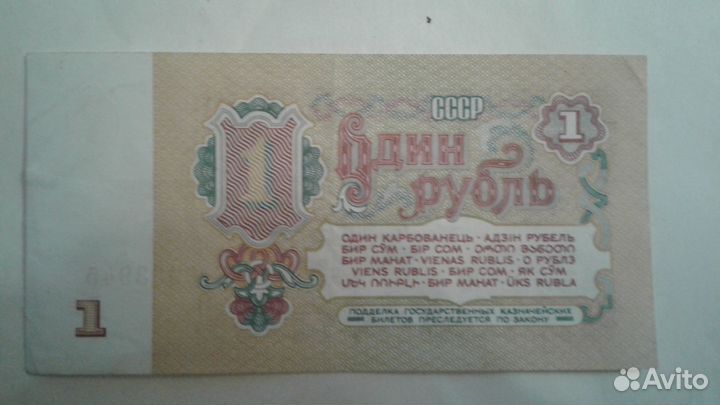 СССР
1
1
Один
рубль
ОДИН КАРБОВАНЕЦЬ · АДЗІН РУБЕЛЬ
БИР СЎМ · БІР СОМ · ᲔᲠᲗᲘ ᲛᲐᲜᲔᲗᲘ
БИР МАНАТ · VIENAS RUBLIS · О РУБЛЭ
VIENS RUBLIS · БИР СОМ · ЯК СЎМ
ՄԵԿ ՌՈՒԲԼԻ · БИР МАНАТ · ÜKS RUBLA
ПОДДЕЛКА ГОСУДАРСТВЕННЫХ КАЗНАЧЕЙСКИХ
БИЛЕТОВ ПРЕСЛЕДУЕТСЯ ПО ЗАКОНУ
1
Avito